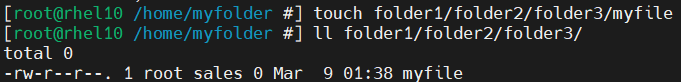 [root@rhel10 /home/myfolder #] touch folder1/folder2/folder3/myfile
[root@rhel10 /home/myfolder #] ll folder1/folder2/folder3/
total 0
-rw-r--r--. 1 root sales 0 Mar  9 01:38 myfile